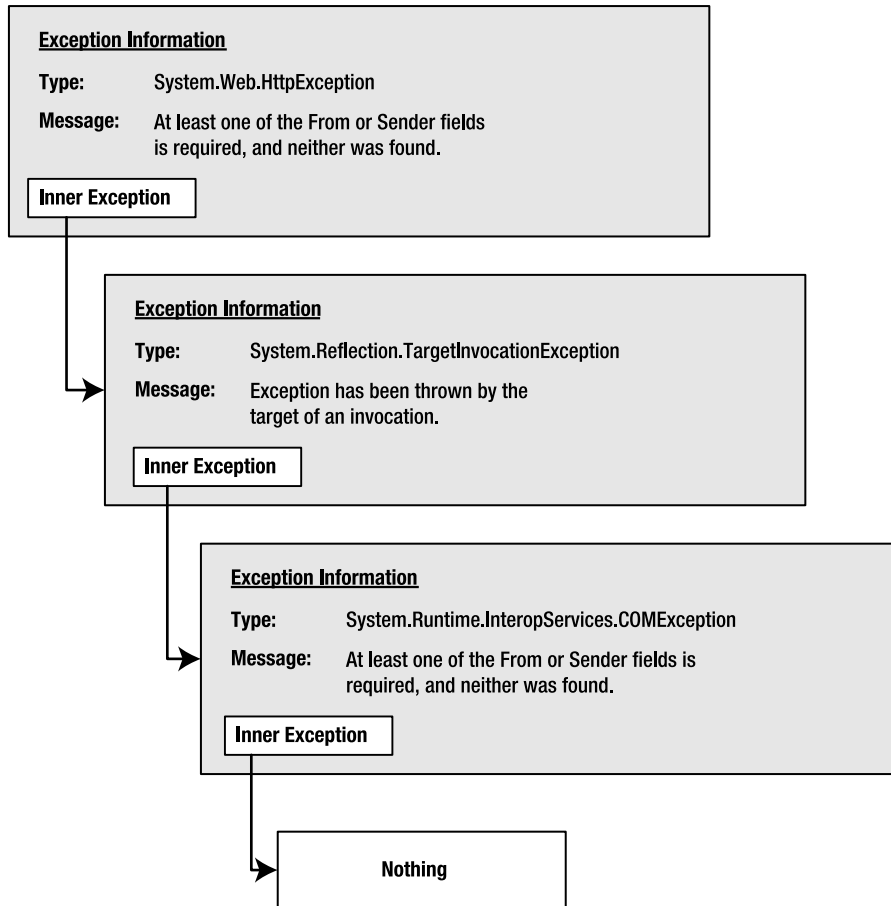 Exception Information
Type: System.Web.HttpException
Message: At least one of the From or Sender fields
is required, and neither was found.
Inner Exception
Exception Information
Type: System.Reflection.TargetInvocationException
Message: Exception has been thrown by the
target of an invocation.
Inner Exception
Exception Information
Type: System.Runtime.InteropServices.COMException
Message: At least one of the From or Sender fields is
required, and neither was found.
Inner Exception
Nothing